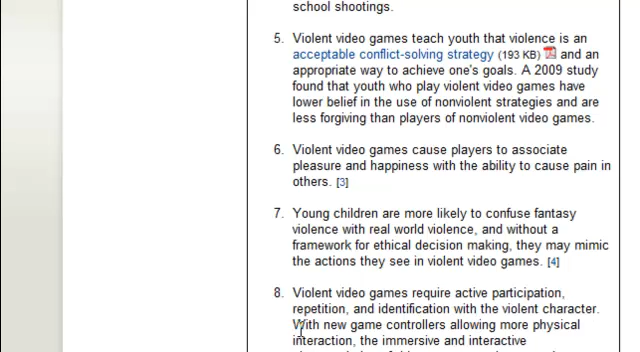 school shootings.
5. Violent video games teach youth that violence is an
acceptable conflict-solving strategy (193 KB) and an
appropriate way to achieve one's goals. A 2009 study
found that youth who play violent video games have
lower belief in the use of nonviolent strategies and are
less forgiving than players of nonviolent video games.
6. Violent video games cause players to associate
pleasure and happiness with the ability to cause pain in
others. [3]
7. Young children are more likely to confuse fantasy
violence with real world violence, and without a
framework for ethical decision making, they may mimic
the actions they see in violent video games. [4]
8. Violent video games require active participation,
repetition, and identification with the violent character.
With new game controllers allowing more physical
interaction, the immersive and interactive